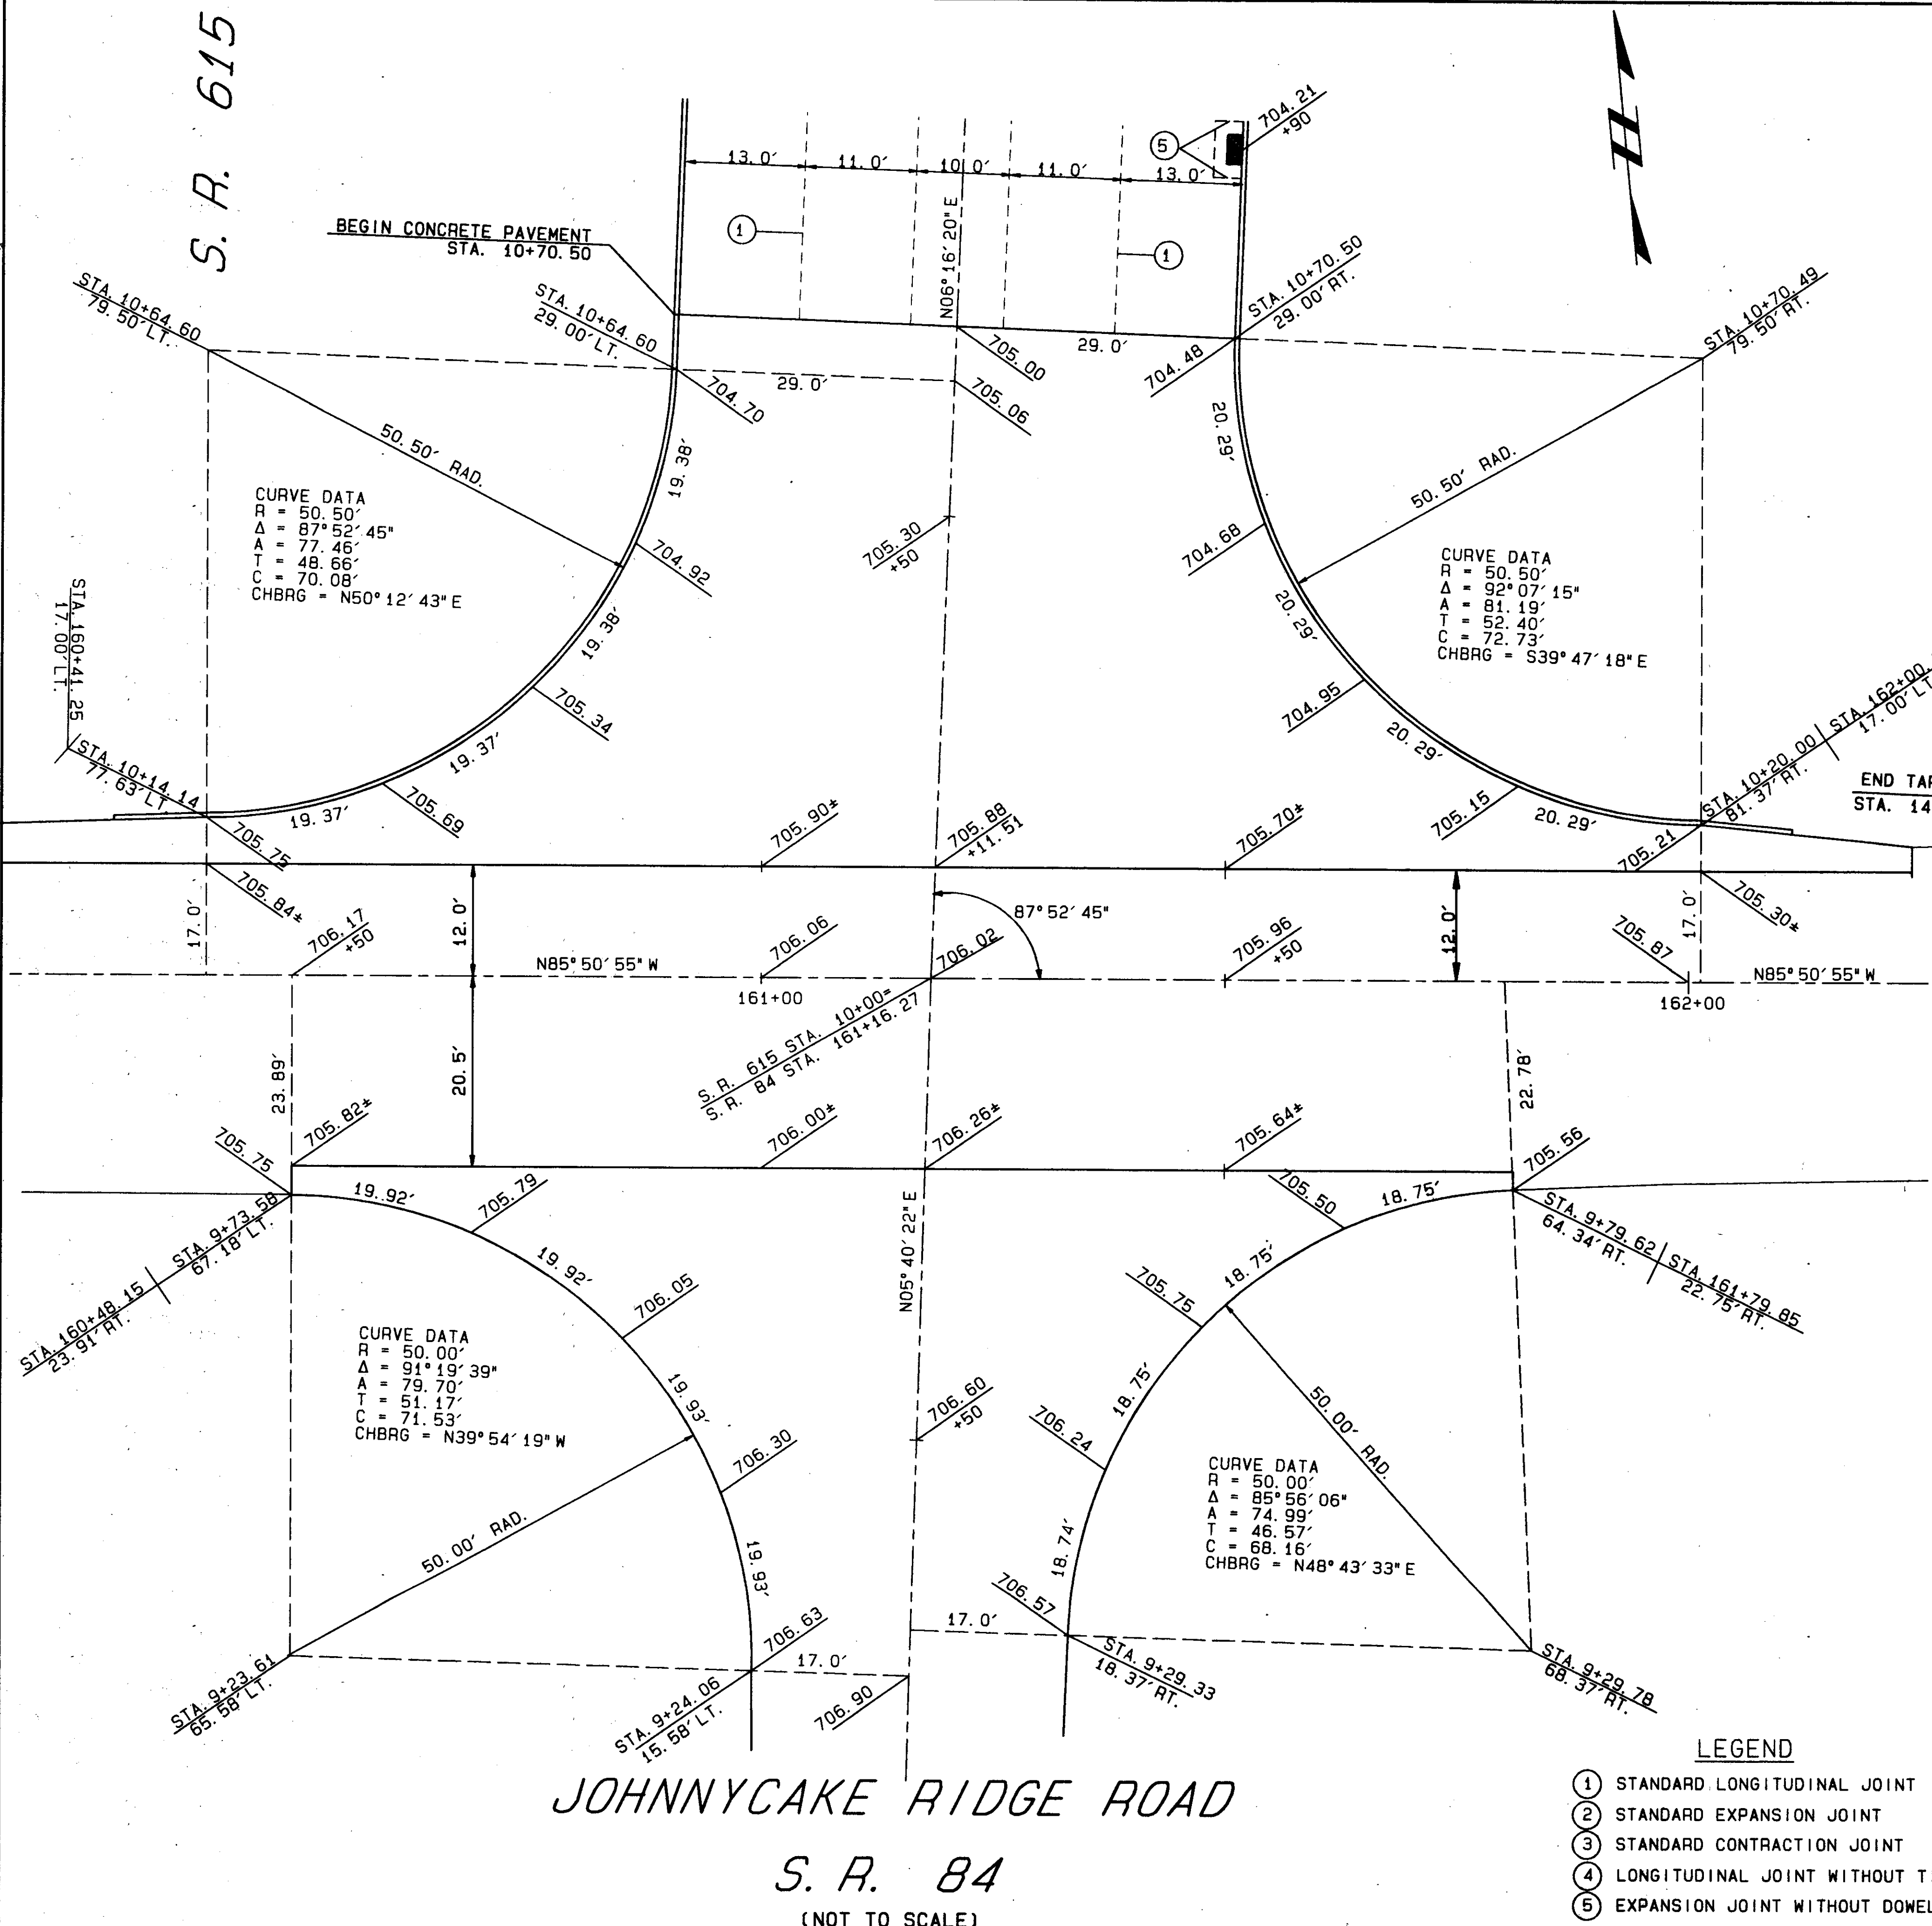 S. R. 615
704.21
+90
5
13.0′
11.0′
10.0′
11.0′
13.0′
BEGIN CONCRETE PAVEMENT
STA. 10+70.50
1
1
N06°16′20"E
STA. 10+64.60
79.50′LT.
STA. 10+64.60
29.00′LT.
STA. 10+70.50
29.00′RT.
STA. 10+70.49
79.50′RT.
705.00
29.0′
704.48
29.0′
704.70
705.06
50.50′ RAD.
19.38′
20.29′
50.50′ RAD.
CURVE DATA
R = 50.50′
Δ = 87°52′45"
A = 77.46′
T = 48.66′
C = 70.08′
CHBRG = N50°12′43"E
704.92
705.30
+50
704.68
CURVE DATA
R = 50.50′
Δ = 92°07′15"
A = 81.19′
T = 52.40′
C = 72.73′
CHBRG = S39°47′18"E
STA. 160+41.25
17.00′LT.
19.38′
20.29′
705.34
704.95
STA. 10+14.14
77.63′LT.
19.37′
20.29′
STA. 10+20.00
81.37′RT.
STA. 162+00.
17.00′LT
END TAP
STA. 14
19.37′
705.69
705.15
20.29′
705.75
705.90±
705.88
+11.51
705.70±
705.21
705.84±
705.30±
17.0′
706.17
+50
12.0′
706.06
87°52′45"
705.96
+50
12.0′
705.87
17.0′
N85°50′55"W
706.02
N85°50′55"W
161+00
162+00
S. R. 615 STA. 10+00=
S. R. 84 STA. 161+16.27
23.89′
20.5′
22.78′
705.75
705.82±
706.00±
706.26±
705.64±
705.56
19.92′
705.79
705.50
18.75′
STA. 9+73.58
67.18′LT.
STA. 160+48.15
23.91′RT.
STA. 9+79.62
64.34′RT.
STA. 161+79.85
22.75′RT.
19.92′
706.05
N05°40′22"E
705.75
18.75′
CURVE DATA
R = 50.00′
Δ = 91°19′39"
A = 79.70′
T = 51.17′
C = 71.53′
CHBRG = N39°54′19"W
19.93′
706.60
+50
18.75′
50.00′ RAD.
706.30
706.24
CURVE DATA
R = 50.00′
Δ = 85°56′06"
A = 74.99′
T = 46.57′
C = 68.16′
CHBRG = N48°43′33"E
50.00′ RAD.
19.93′
18.74′
706.63
706.57
17.0′
17.0′
STA. 9+23.61
65.58′LT.
STA. 9+24.06
15.58′LT.
706.90
STA. 9+29.33
18.37′RT.
STA. 9+29.78
68.37′RT.
JOHNNYCAKE RIDGE ROAD
S. R. 84
(NOT TO SCALE)
LEGEND
1 STANDARD LONGITUDINAL JOINT
2 STANDARD EXPANSION JOINT
3 STANDARD CONTRACTION JOINT
4 LONGITUDINAL JOINT WITHOUT T
5 EXPANSION JOINT WITHOUT DOWEL